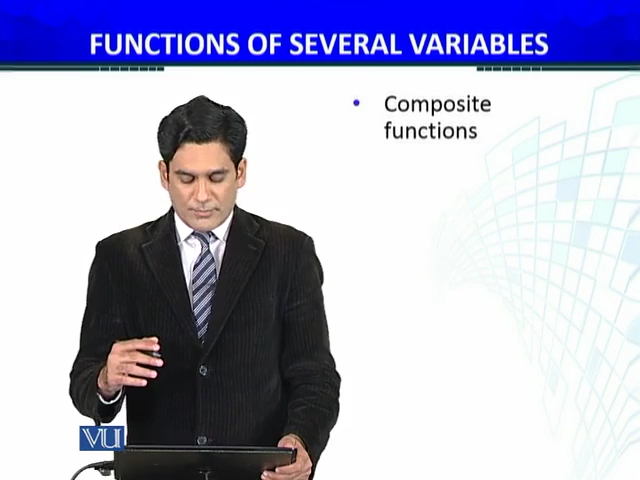 FUNCTIONS OF SEVERAL VARIABLES
• Composite
functions
VU